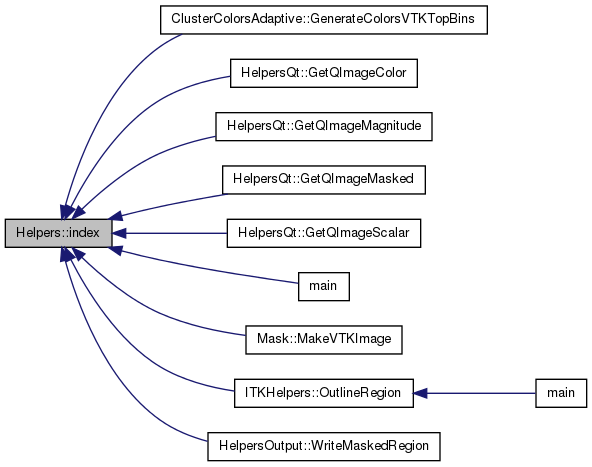 ClusterColorsAdaptive::GenerateColorsVTKTopBins
HelpersQt::GetQImageColor
HelpersQt::GetQImageMagnitude
HelpersQt::GetQImageMasked
Helpers::index
HelpersQt::GetQImageScalar
main
Mask::MakeVTKImage
ITKHelpers::OutlineRegion
main
HelpersOutput::WriteMaskedRegion